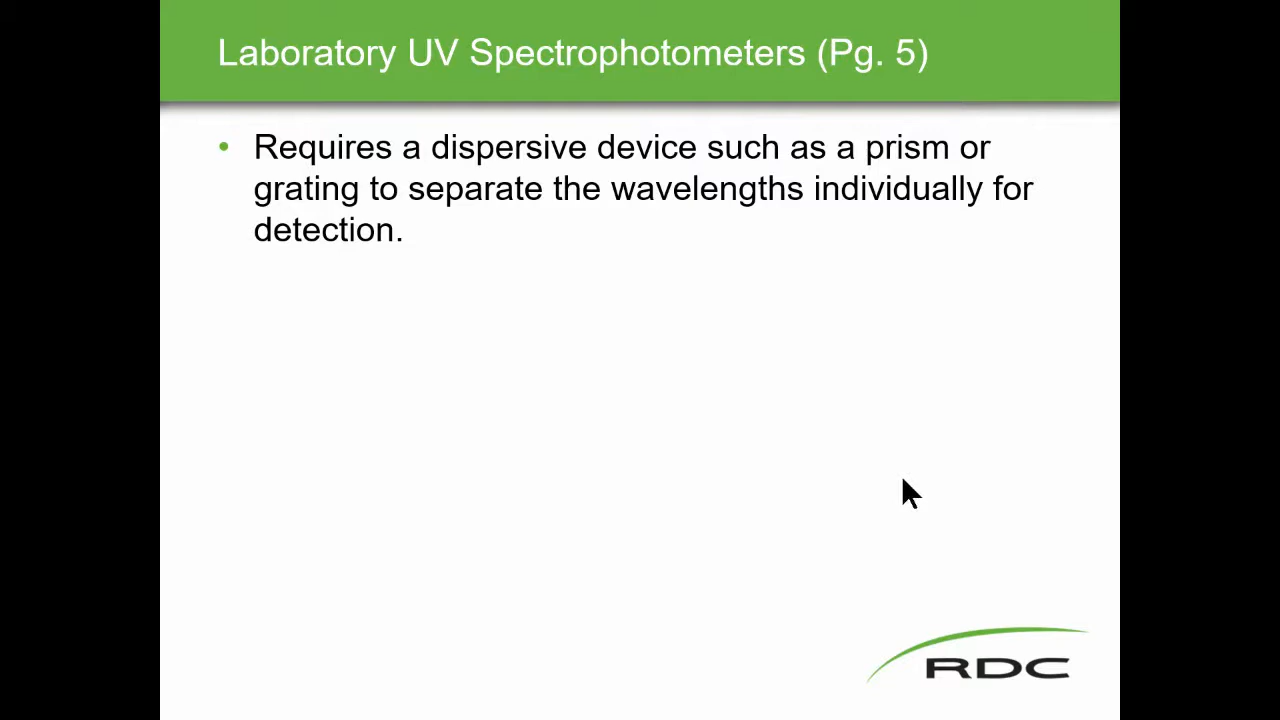 Laboratory UV Spectrophotometers (Pg. 5)
• Requires a dispersive device such as a prism or
grating to separate the wavelengths individually for
detection.
RDC